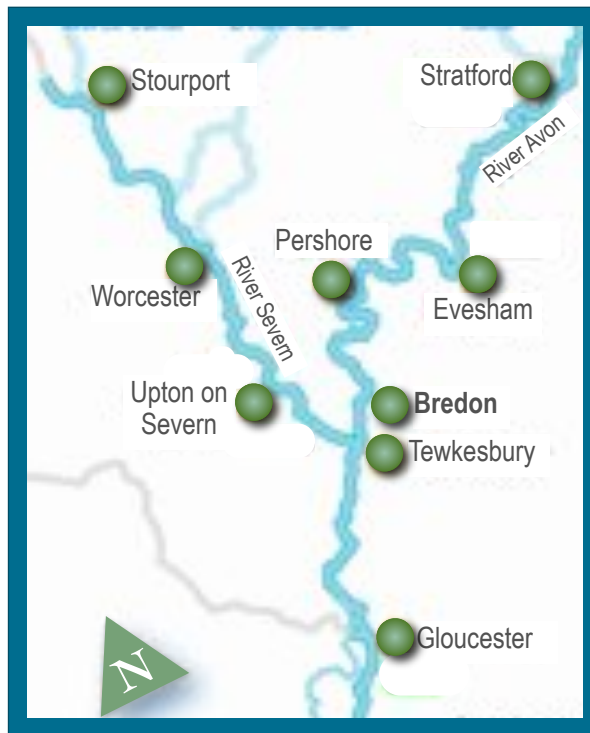 Stourport
Stratford
River Avon
Pershore
Worcester
River Severn
Evesham
Upton on
Severn
Bredon
Tewkesbury
Gloucester
N